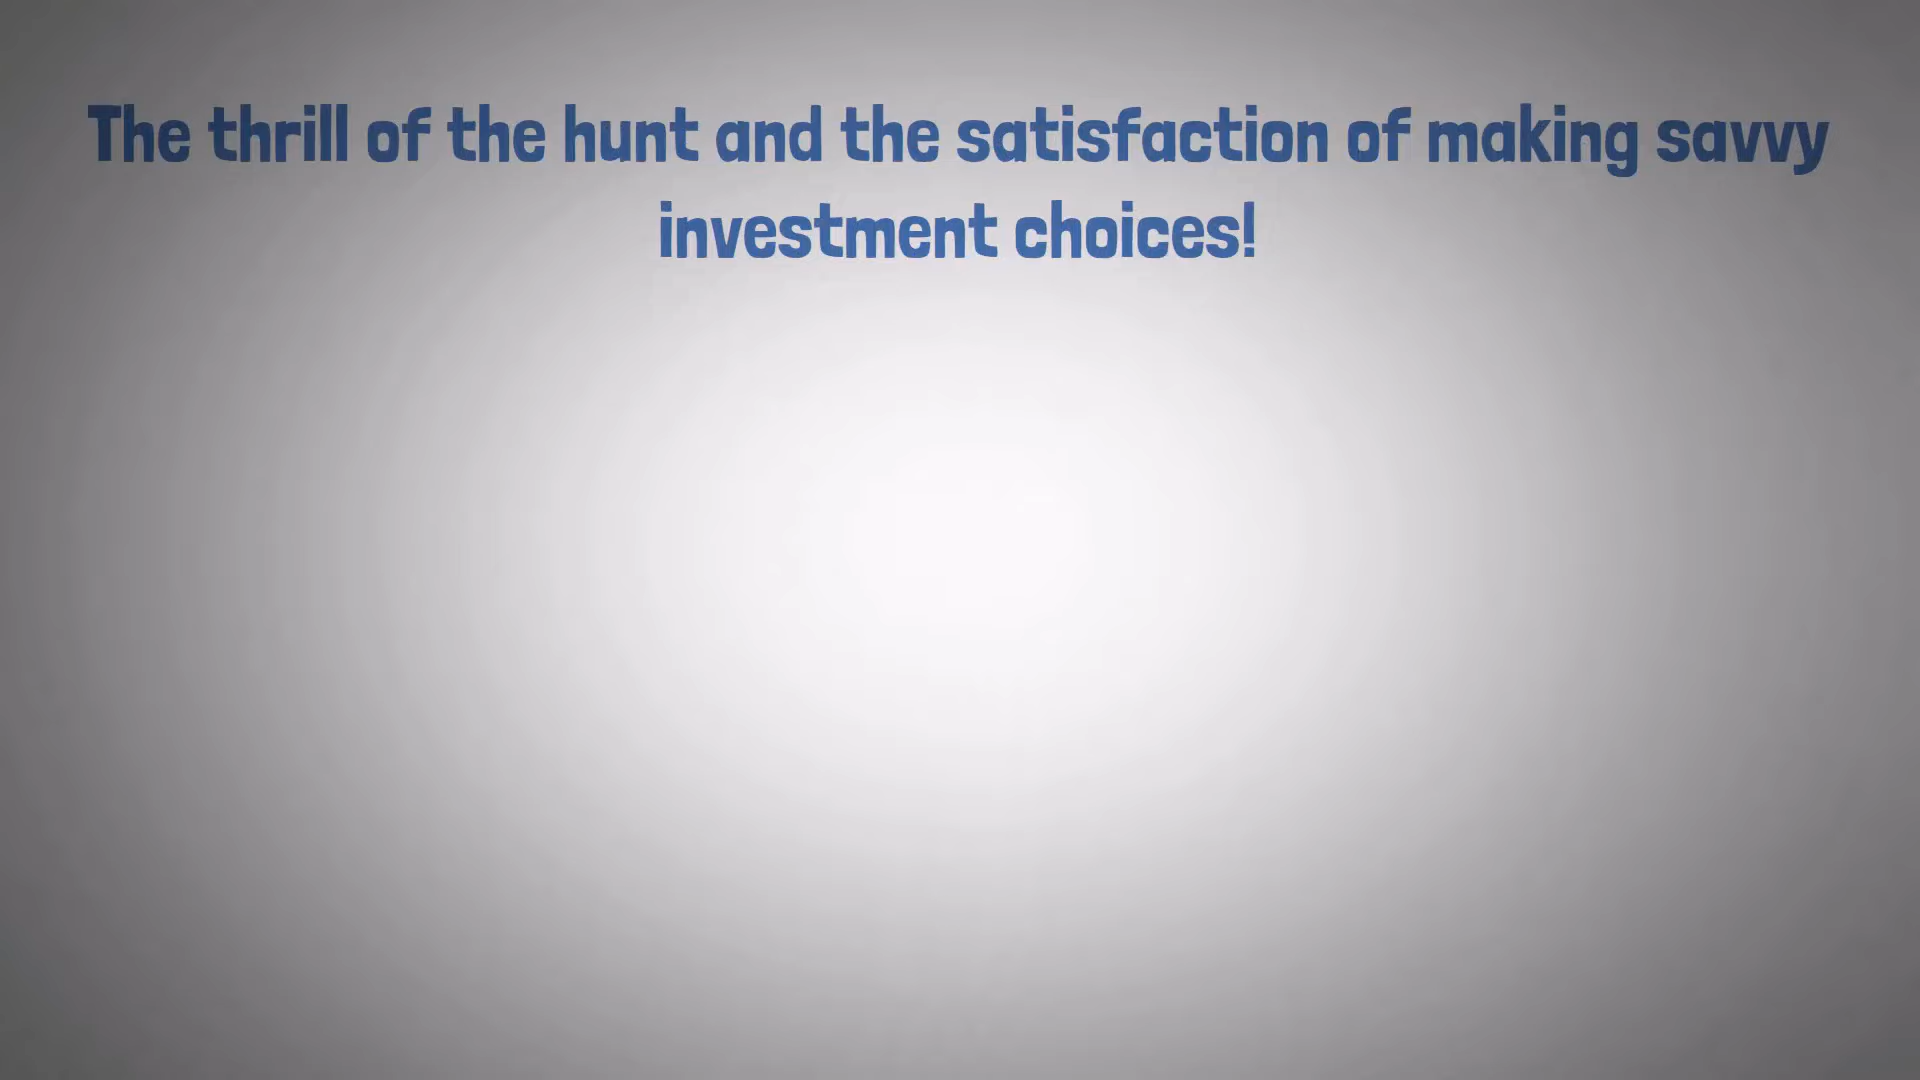 The thrill of the hunt and the satisfaction of making savvy
investment choices!